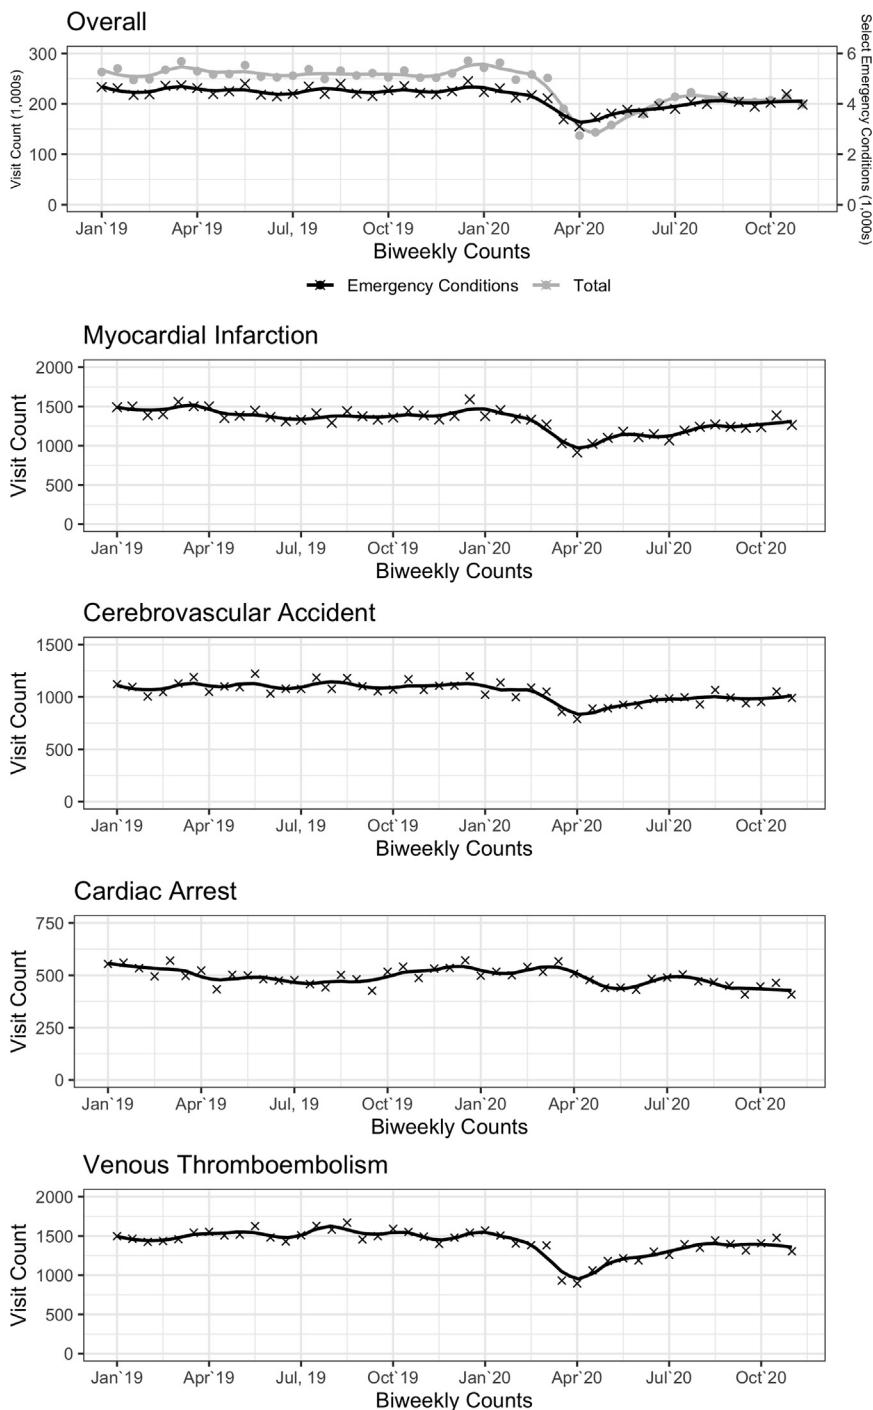 Overall
300
200
100
0
Visit Count (1,000s)
6
4
2
0
Select Emergency Conditions (1,000s)
Jan`19 Apr`19 Jul, 19 Oct`19 Jan`20 Apr`20 Jul`20 Oct`20
Biweekly Counts
Emergency Conditions Total
Myocardial Infarction
2000
1500
1000
500
0
Visit Count
Jan`19 Apr`19 Jul, 19 Oct`19 Jan`20 Apr`20 Jul`20 Oct`20
Biweekly Counts
Cerebrovascular Accident
1500
1000
500
0
Visit Count
Jan`19 Apr`19 Jul, 19 Oct`19 Jan`20 Apr`20 Jul`20 Oct`20
Biweekly Counts
Cardiac Arrest
750
500
250
0
Visit Count
Jan`19 Apr`19 Jul, 19 Oct`19 Jan`20 Apr`20 Jul`20 Oct`20
Biweekly Counts
Venous Thromboembolism
2000
1500
1000
500
0
Visit Count
Jan`19 Apr`19 Jul, 19 Oct`19 Jan`20 Apr`20 Jul`20 Oct`20
Biweekly Counts